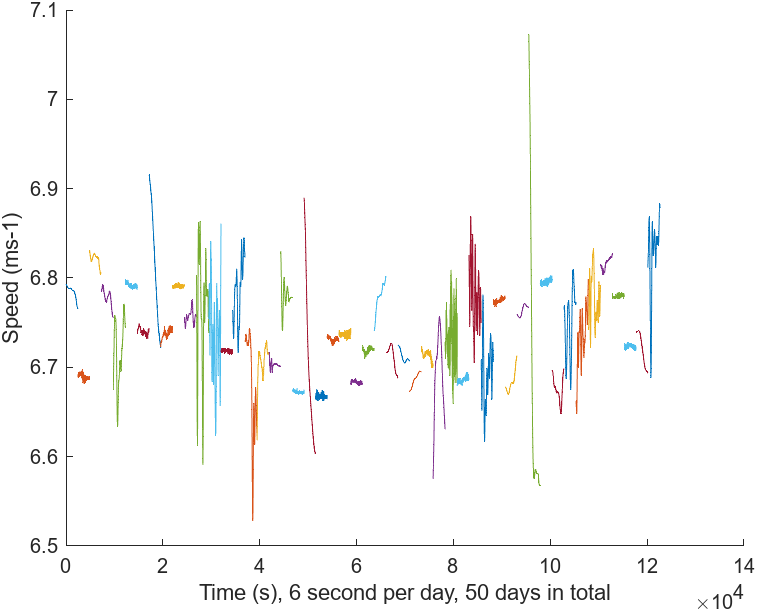 7.1
7
6.9
6.8
6.7
6.6
6.5
Speed (ms-1)
0 2 4 6 8 10 12 14
Time (s), 6 second per day, 50 days in total
×10^4